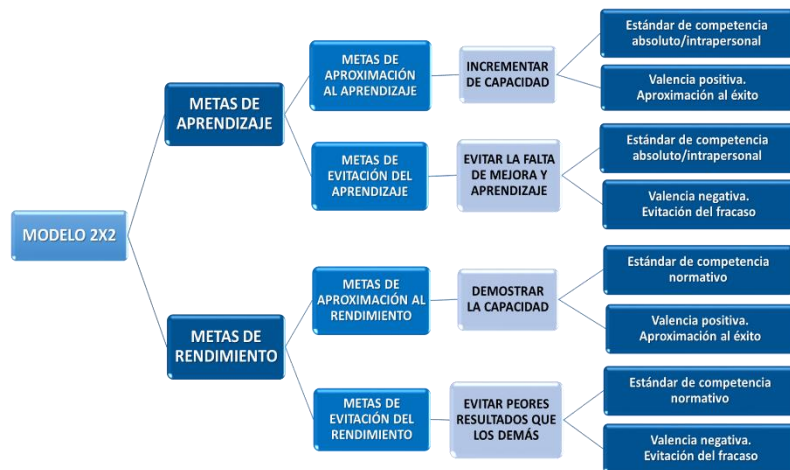 MODELO 2X2
METAS DE
APRENDIZAJE
METAS DE
APROXIMACIÓN
AL APRENDIZAJE
INCREMENTAR
DE CAPACIDAD
Estándar de competencia
absoluto/intrapersonal
Valencia positiva.
Aproximación al éxito
METAS DE
EVITACIÓN DEL
APRENDIZAJE
EVITAR LA FALTA
DE MEJORA Y
APRENDIZAJE
Estándar de competencia
absoluto/intrapersonal
Valencia negativa.
Evitación del fracaso
METAS DE
RENDIMIENTO
METAS DE
APROXIMACIÓN AL
RENDIMIENTO
DEMOSTRAR
LA CAPACIDAD
Estándar de competencia
normativo
Valencia positiva.
Aproximación al éxito
METAS DE
EVITACIÓN DEL
RENDIMIENTO
EVITAR PEORES
RESULTADOS QUE
LOS DEMÁS
Estándar de competencia
normativo
Valencia negativa.
Evitación del fracaso